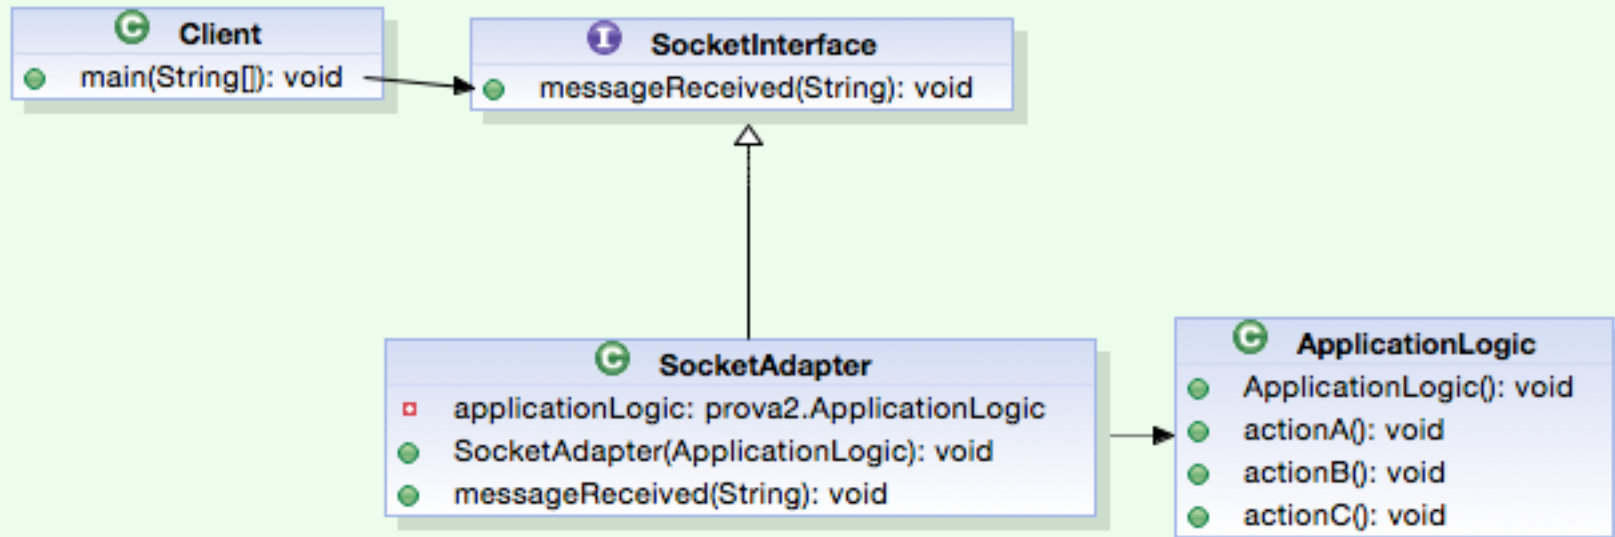 C Client
main(String[]): void
I SocketInterface
messageReceived(String): void
C SocketAdapter
applicationLogic: prova2.ApplicationLogic
SocketAdapter(ApplicationLogic): void
messageReceived(String): void
C ApplicationLogic
ApplicationLogic(): void
actionA(): void
actionB(): void
actionC(): void